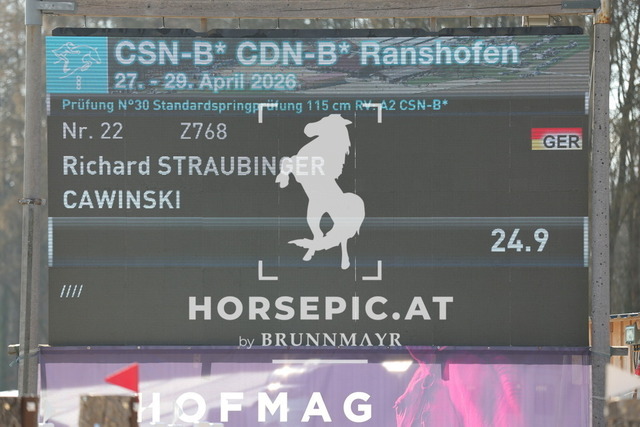 CSN-B* CDN-B* Ranshofen
27. - 29. April 2026
Prüfung N°30 Standardspringprüfung 115 cm RV: A2 CSN-B*
Nr. 22 Z768
GER
Richard STRAUBINGER
CAWINSKI
24.9
////
HORSEPIC.AT
by BRUNNMAYR
HOFMAG